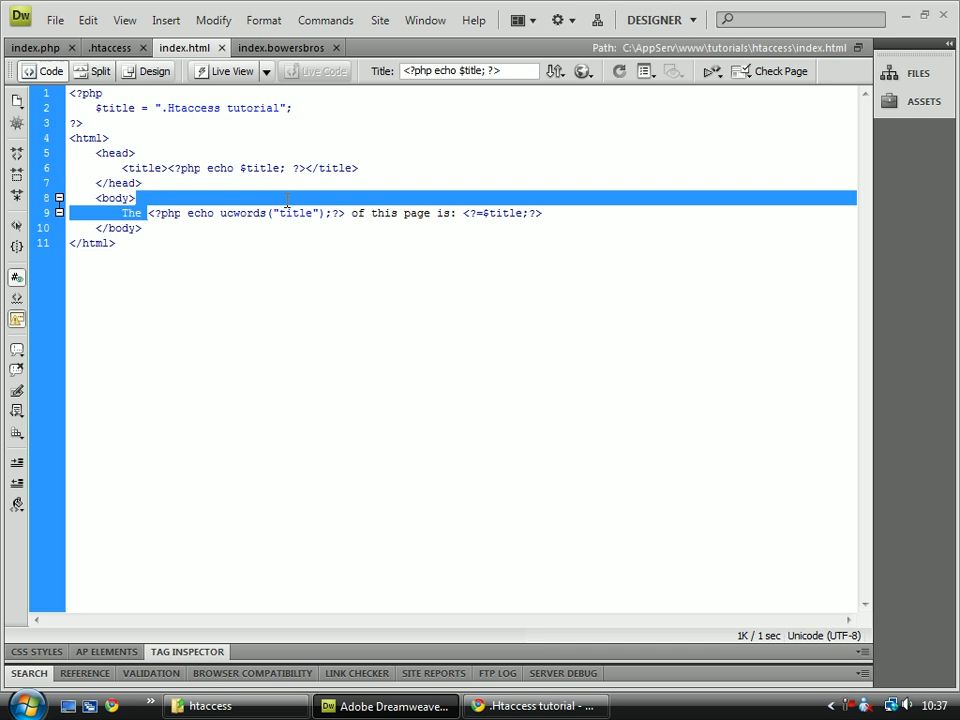 Dw File Edit View Insert Modify Format Commands Site Window Help DESIGNER
index.php .htaccess index.html index.bowersbros Path: C:\AppServ\www\tutorials\htaccess\index.html
Code Split Design Live View Live Code Title: <?php echo $title; ?> Check Page
FILES
ASSETS
1 <?php
2 $title = ".Htaccess tutorial";
3 ?>
4 <html>
5 <head>
6 <title><?php echo $title; ?></title>
7 </head>
8 <body>
9 The <?php echo ucwords("title");?> of this page is: <?=$title;?>
10 </body>
11 </html>
1K / 1 sec Unicode (UTF-8)
CSS STYLES AP ELEMENTS TAG INSPECTOR
SEARCH REFERENCE VALIDATION BROWSER COMPATIBILITY LINK CHECKER SITE REPORTS FTP LOG SERVER DEBUG
htaccess Dw Adobe Dreamweave... .Htaccess tutorial - ... 10:37